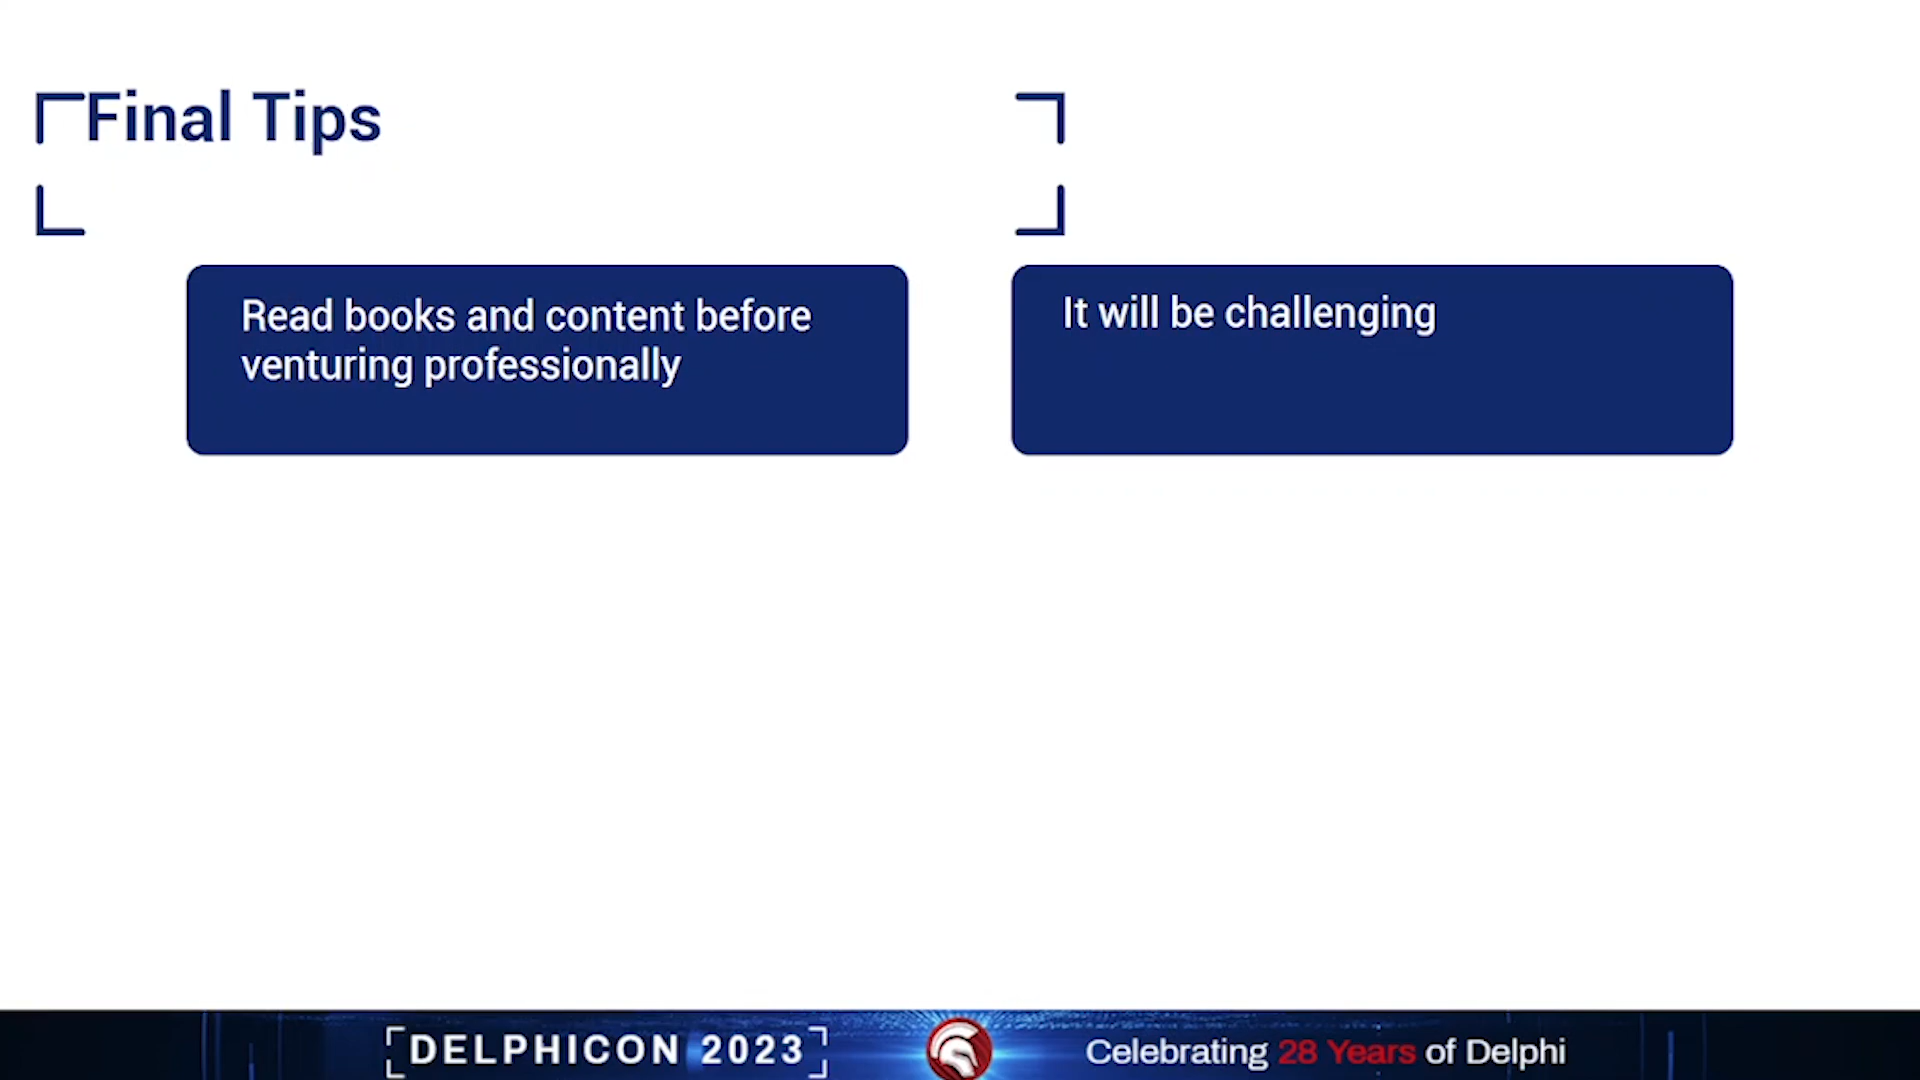 Final Tips
Read books and content before
venturing professionally
It will be challenging
DELPHICON 2023
Celebrating 28 Years of Delphi